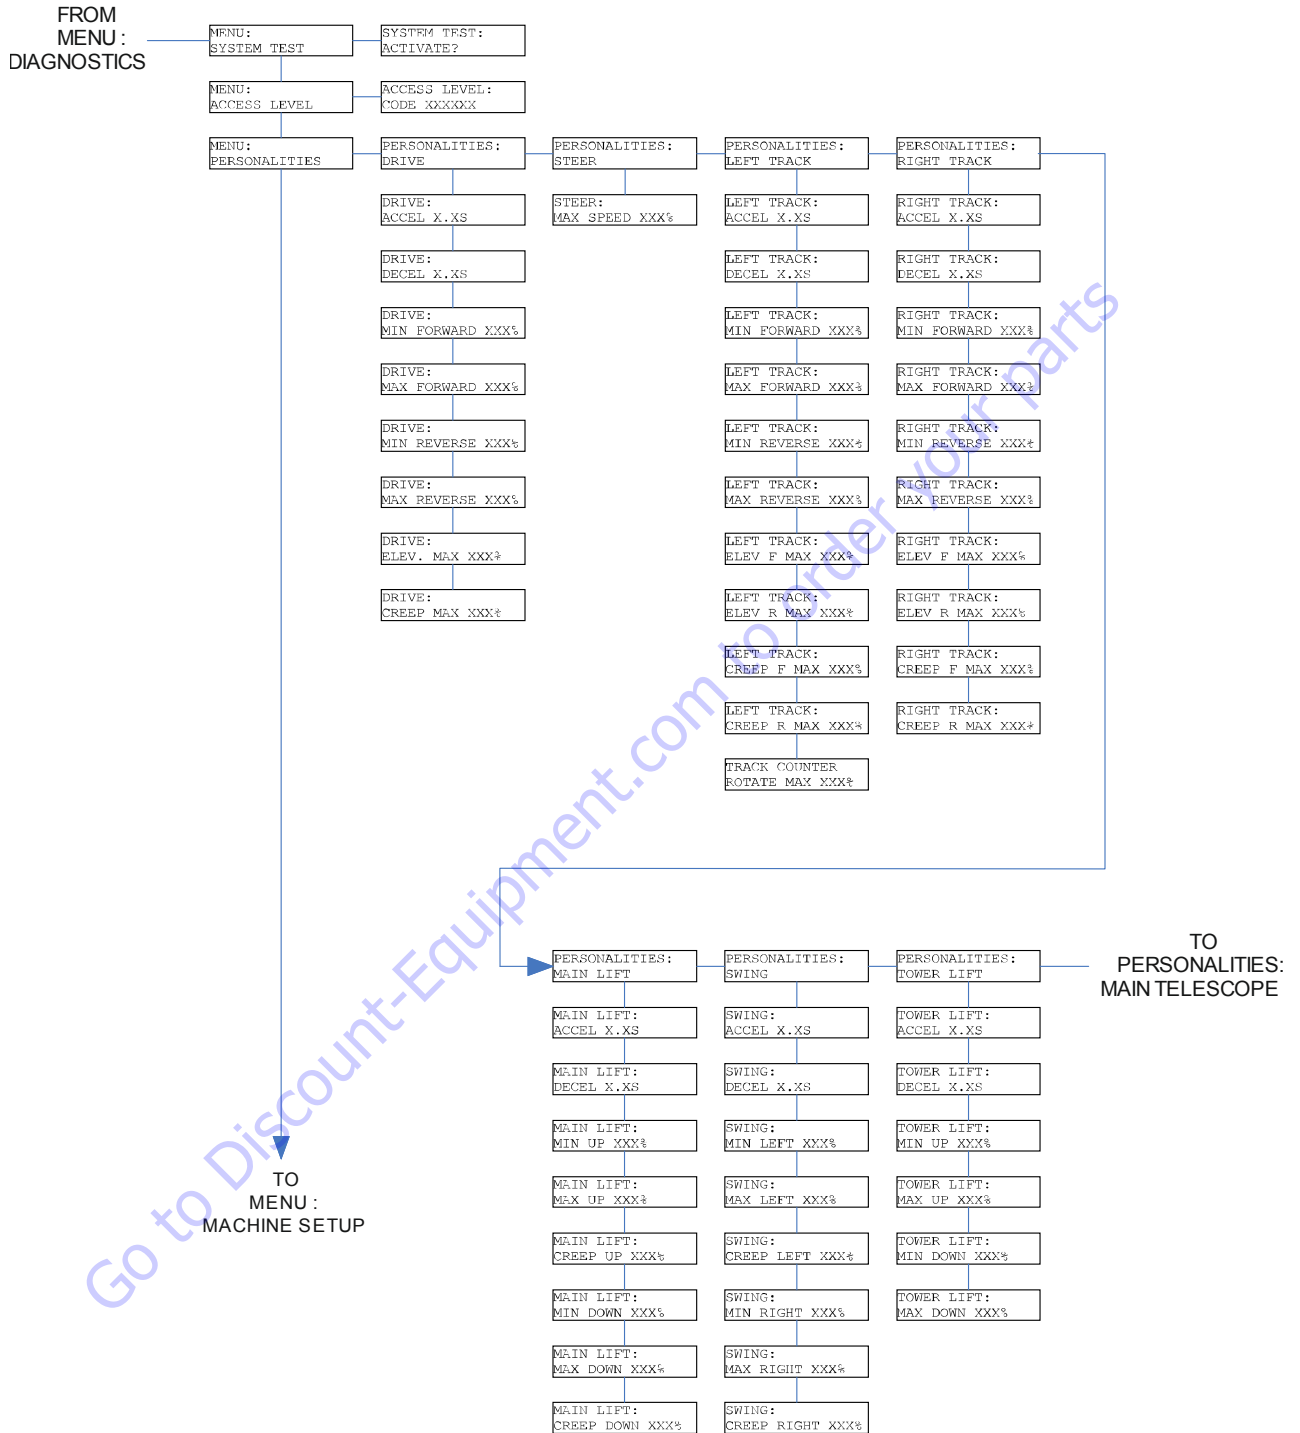 FROM
MENU :
DIAGNOSTICS
MENU:
SYSTEM TEST
SYSTEM TEST:
ACTIVATE?
MENU:
ACCESS LEVEL
ACCESS LEVEL:
CODE XXXXXX
MENU:
PERSONALITIES
PERSONALITIES:
DRIVE
DRIVE:
ACCEL X.XS
DRIVE:
DECEL X.XS
DRIVE:
MIN FORWARD XXX%
DRIVE:
MAX FORWARD XXX%
DRIVE:
MIN REVERSE XXX%
DRIVE:
MAX REVERSE XXX%
DRIVE:
ELEV. MAX XXX%
DRIVE:
CREEP MAX XXX%
PERSONALITIES:
STEER
STEER:
MAX SPEED XXX%
PERSONALITIES:
LEFT TRACK
LEFT TRACK:
ACCEL X.XS
LEFT TRACK:
DECEL X.XS
LEFT TRACK:
MIN FORWARD XXX%
LEFT TRACK:
MAX FORWARD XXX%
LEFT TRACK:
MIN REVERSE XXX%
LEFT TRACK:
MAX REVERSE XXX%
LEFT TRACK:
ELEV F MAX XXX%
LEFT TRACK:
ELEV R MAX XXX%
LEFT TRACK:
CREEP F MAX XXX%
LEFT TRACK:
CREEP R MAX XXX%
TRACK COUNTER
ROTATE MAX XXX%
PERSONALITIES:
RIGHT TRACK
RIGHT TRACK:
ACCEL X.XS
RIGHT TRACK:
DECEL X.XS
RIGHT TRACK:
MIN FORWARD XXX%
RIGHT TRACK:
MAX FORWARD XXX%
RIGHT TRACK:
MIN REVERSE XXX%
RIGHT TRACK:
MAX REVERSE XXX%
RIGHT TRACK:
ELEV F MAX XXX%
RIGHT TRACK:
ELEV R MAX XXX%
RIGHT TRACK:
CREEP F MAX XXX%
RIGHT TRACK:
CREEP R MAX XXX%
PERSONALITIES:
MAIN LIFT
MAIN LIFT:
ACCEL X.XS
MAIN LIFT:
DECEL X.XS
MAIN LIFT:
MIN UP XXX%
MAIN LIFT:
MAX UP XXX%
MAIN LIFT:
CREEP UP XXX%
MAIN LIFT:
MIN DOWN XXX%
MAIN LIFT:
MAX DOWN XXX%
MAIN LIFT:
CREEP DOWN XXX%
PERSONALITIES:
SWING
SWING:
ACCEL X.XS
SWING:
DECEL X.XS
SWING:
MIN LEFT XXX%
SWING:
MAX LEFT XXX%
SWING:
CREEP LEFT XXX%
SWING:
MIN RIGHT XXX%
SWING:
MAX RIGHT XXX%
SWING:
CREEP RIGHT XXX%
PERSONALITIES:
TOWER LIFT
TOWER LIFT:
ACCEL X.XS
TOWER LIFT:
DECEL X.XS
TOWER LIFT:
MIN UP XXX%
TOWER LIFT:
MAX UP XXX%
TOWER LIFT:
MIN DOWN XXX%
TOWER LIFT:
MAX DOWN XXX%
TO
PERSONALITIES:
MAIN TELESCOPE
TO
MENU :
MACHINE SETUP
Go to Discount-Equipment.com to order your parts